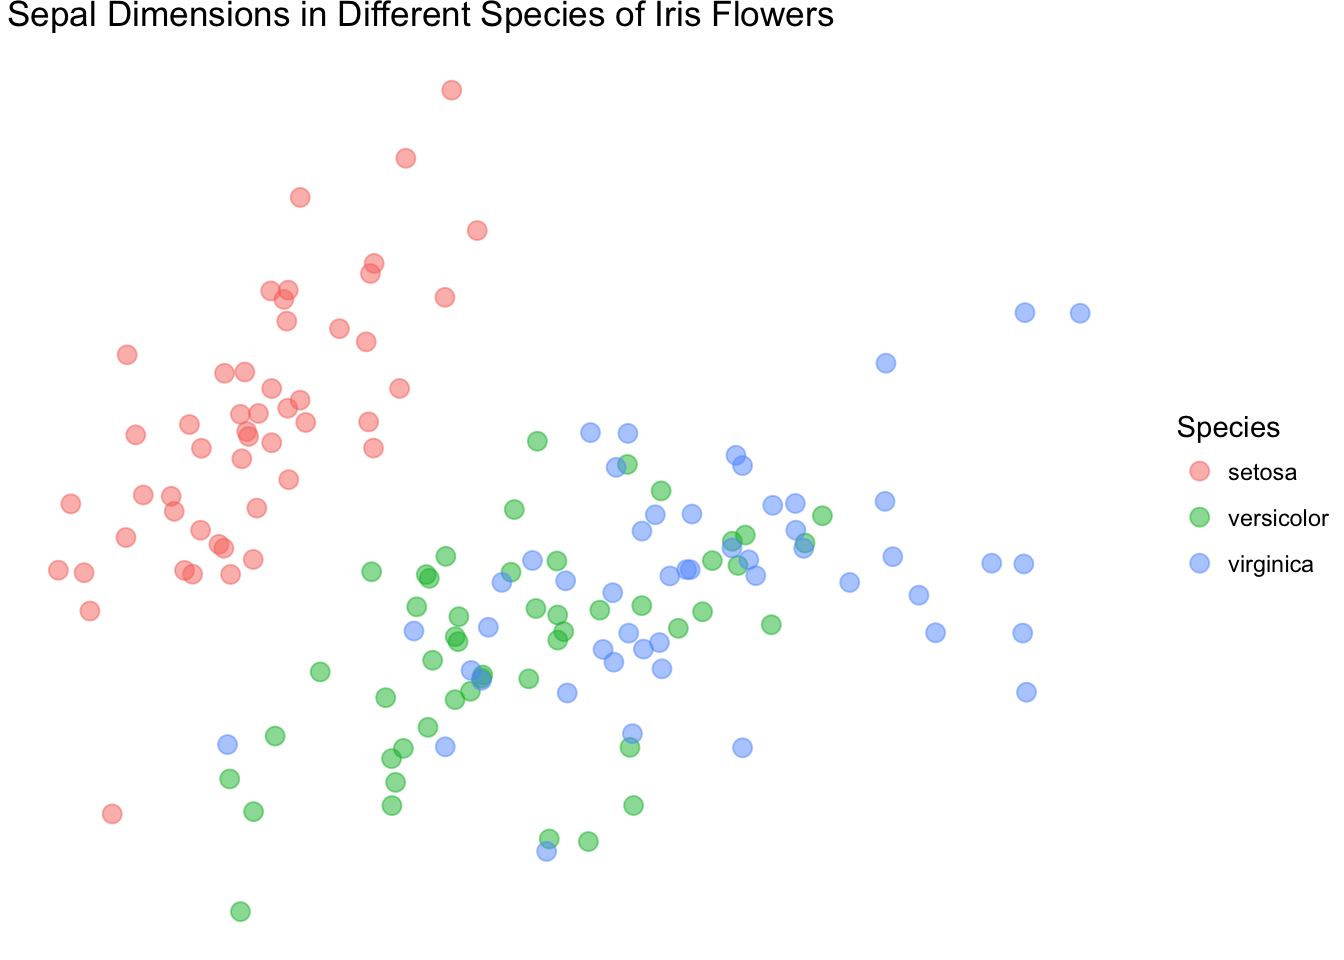 Sepal Dimensions in Different Species of Iris Flowers
Species
setosa
versicolor
virginica